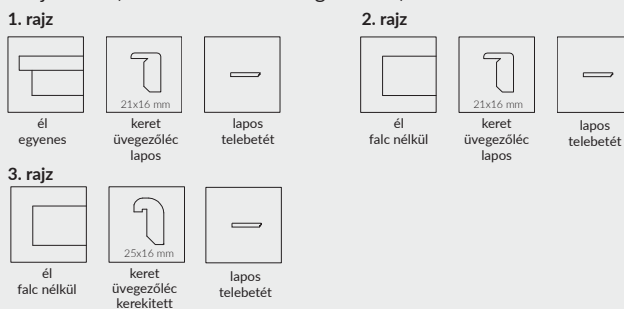 1. rajz
21x16 mm
él
egyenes
keret
üvegezőléc
lapos
lapos
telebetét
2. rajz
21x16 mm
él
falc nélkül
keret
üvegezőléc
lapos
lapos
telebetét
3. rajz
25x16 mm
él
falc nélkül
keret
üvegezőléc
kerekitett
lapos
telebetét